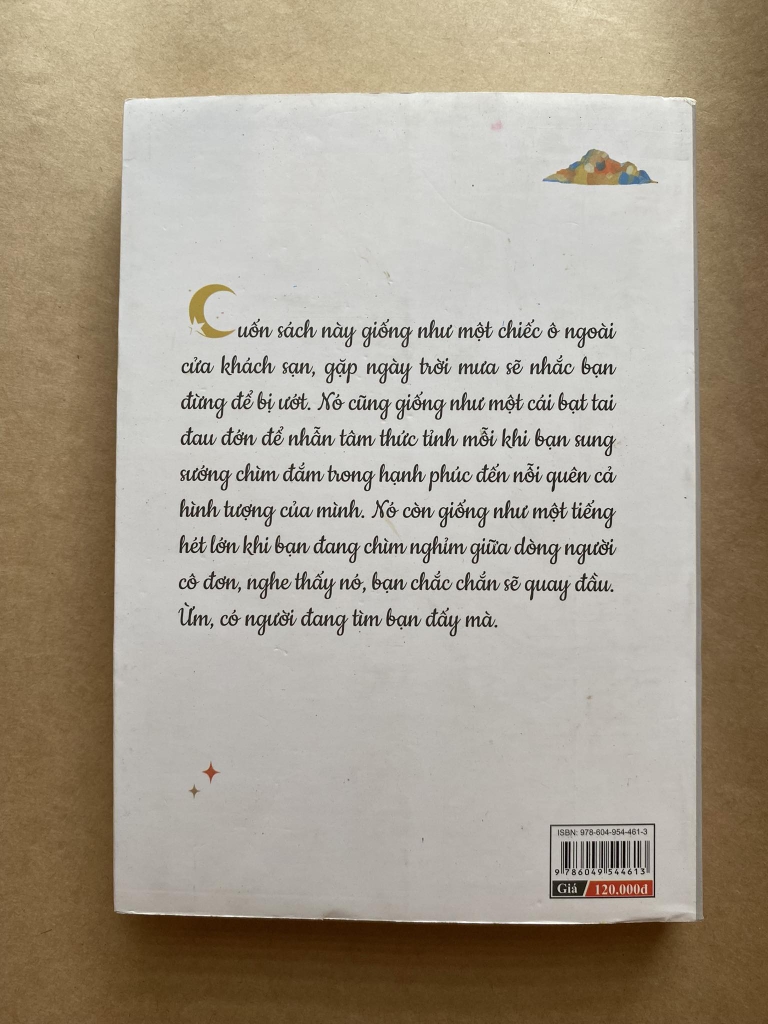 Cuốn sách này giống như một chiếc ô ngoài
cửa khách sạn, gặp ngày trời mưa sẽ nhắc bạn
đừng để bị ướt. Nó cũng giống như một cái bạt tai
đau đớn để nhẫn tâm thức tỉnh mỗi khi bạn sung
sướng chìm đắm trong hạnh phúc đến nỗi quên cả
hình tượng của mình. Nó còn giống như một tiếng
hét lớn khi bạn đang chìm nghỉm giữa dòng người
cô đơn, nghe thấy nó, bạn chắc chắn sẽ quay đầu.
Ừm, có người đang tìm bạn đấy mà.
ISBN: 978-604-954-461-3
9 786049 544613
Giá / 120.000đ